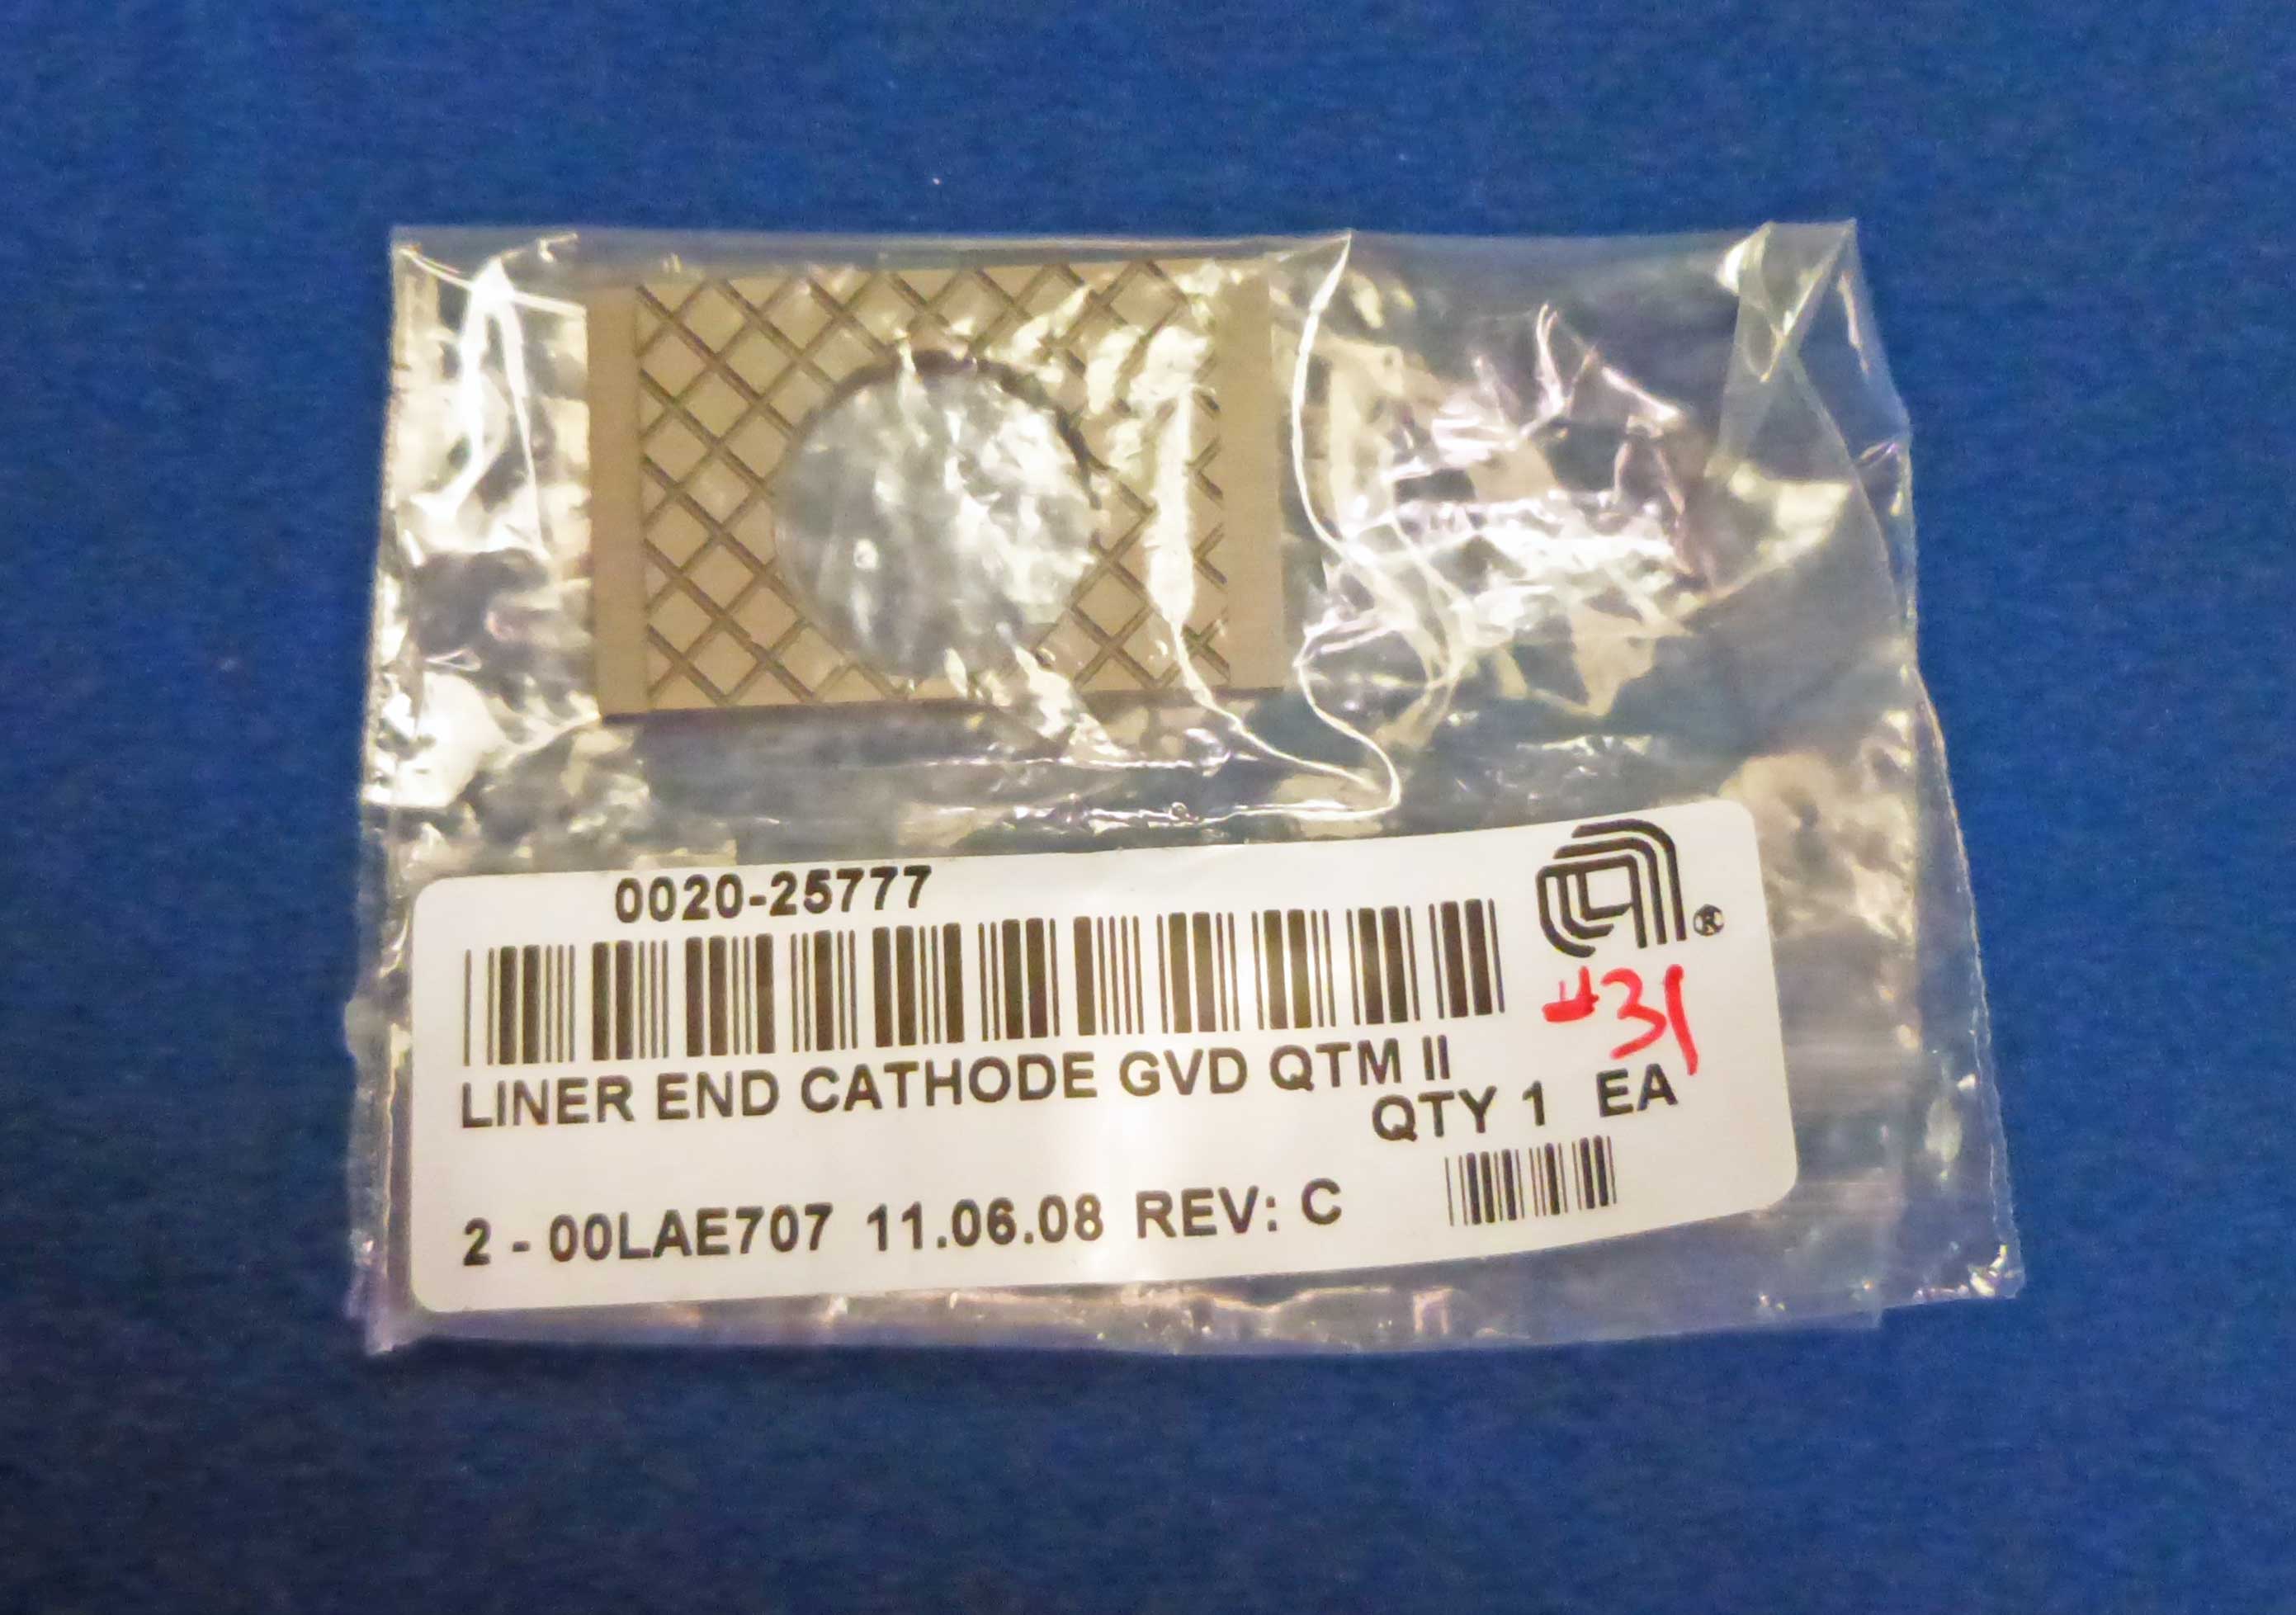 0020-25777
®
#31
LINER END CATHODE GVD QTM II
QTY 1 EA
2 - 00LAE707 11.06.08 REV: C